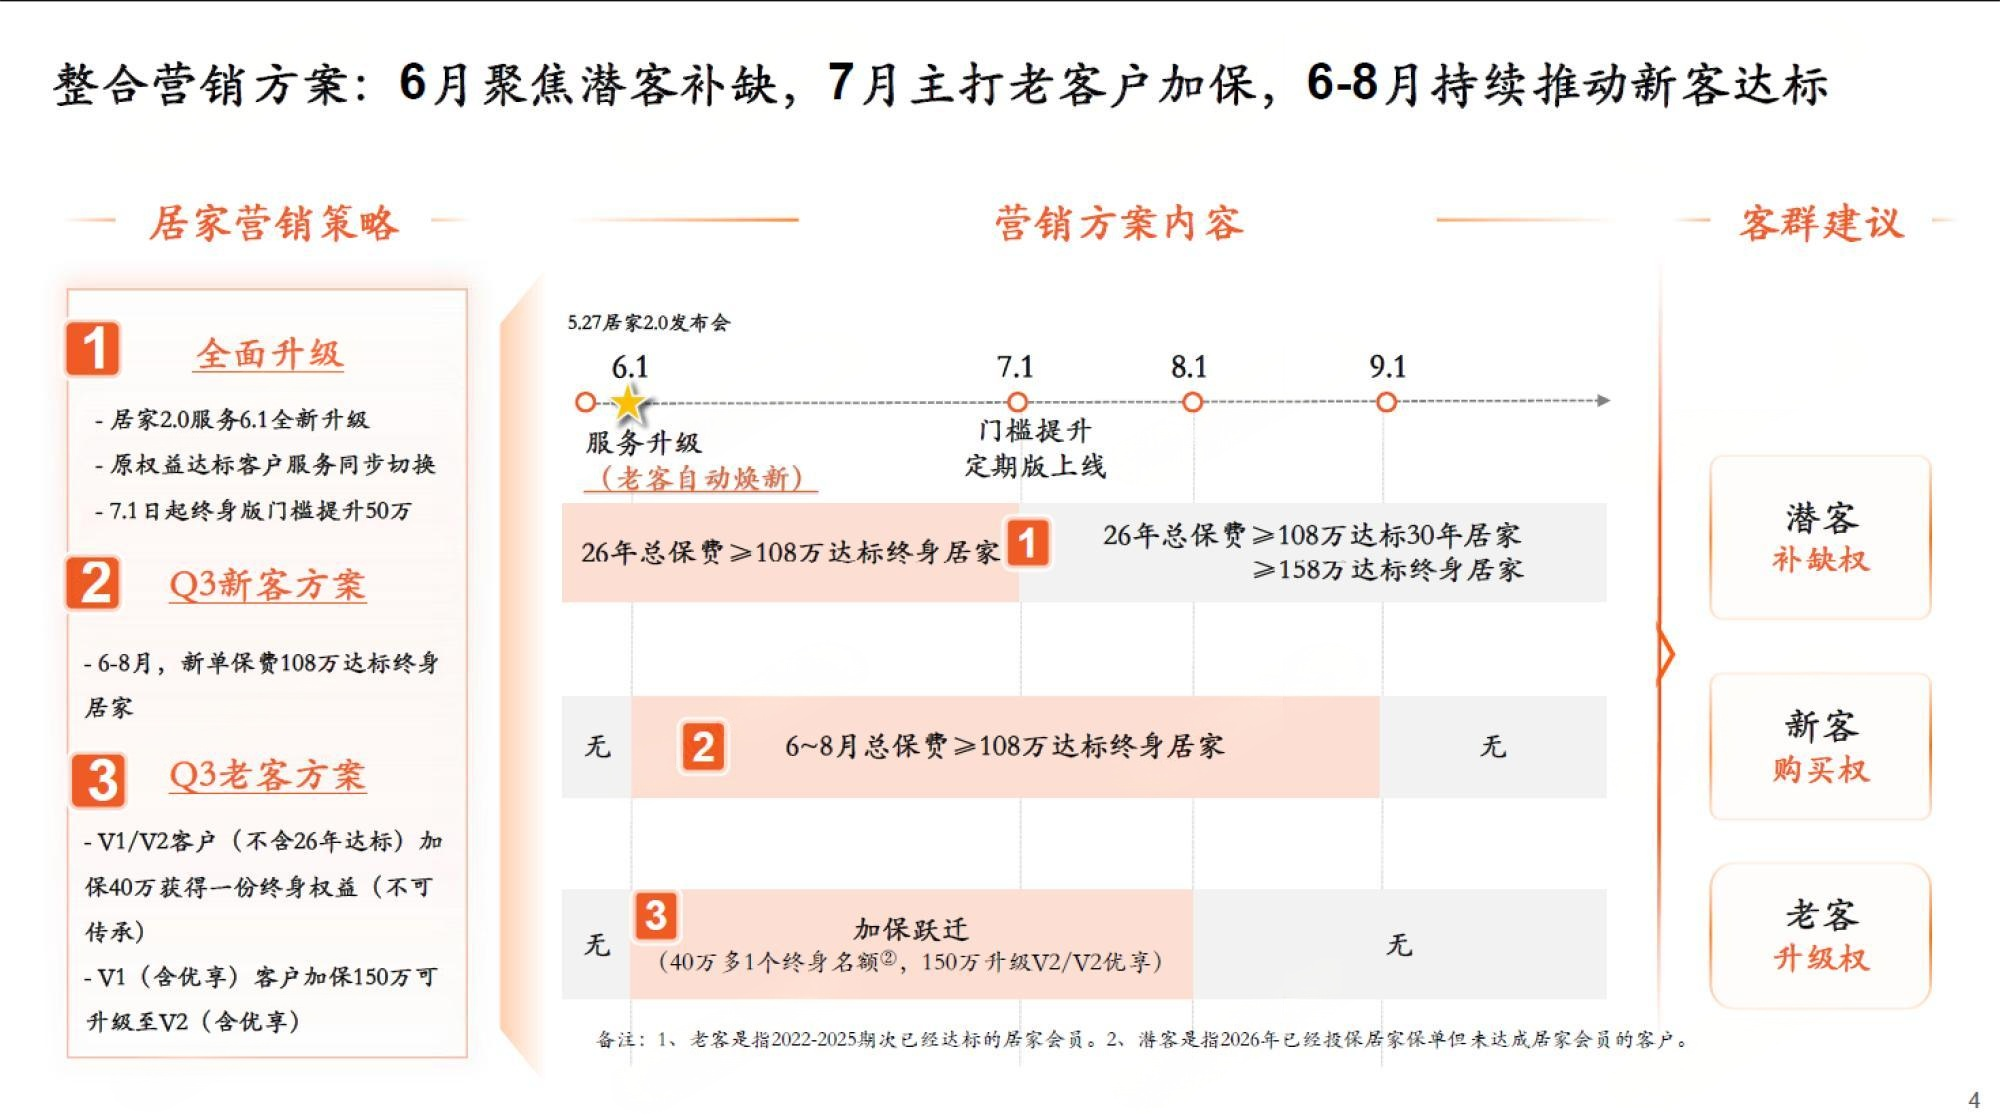 整合营销方案：6月聚焦潜客补缺，7月主打老客户加保，6-8月持续推动新客达标
居家营销策略
1
全面升级
- 居家2.0服务6.1全新升级
- 原权益达标客户服务同步切换
- 7.1日起终身版门槛提升50万
2
Q3新客方案
- 6-8月，新单保费108万达标终身
居家
3
Q3老客方案
- V1/V2客户（不含26年达标）加
保40万获得一份终身权益（不可
传承）
- V1（含优享）客户加保150万可
升级至V2（含优享）
营销方案内容
5.27居家2.0发布会
6.1
7.1
8.1
9.1
服务升级
（老客自动焕新）
门槛提升
定期版上线
26年总保费≥108万达标终身居家
1
26年总保费≥108万达标30年居家
≥158万达标终身居家
无
2
6~8月总保费≥108万达标终身居家
无
无
3
加保跃迁
（40万多1个终身名额②，150万升级V2/V2优享）
无
备注：1、老客是指2022-2025期次已经达标的居家会员。2、潜客是指2026年已经投保居家保单但未达成居家会员的客户。
客群建议
潜客
补缺权
新客
购买权
老客
升级权
4